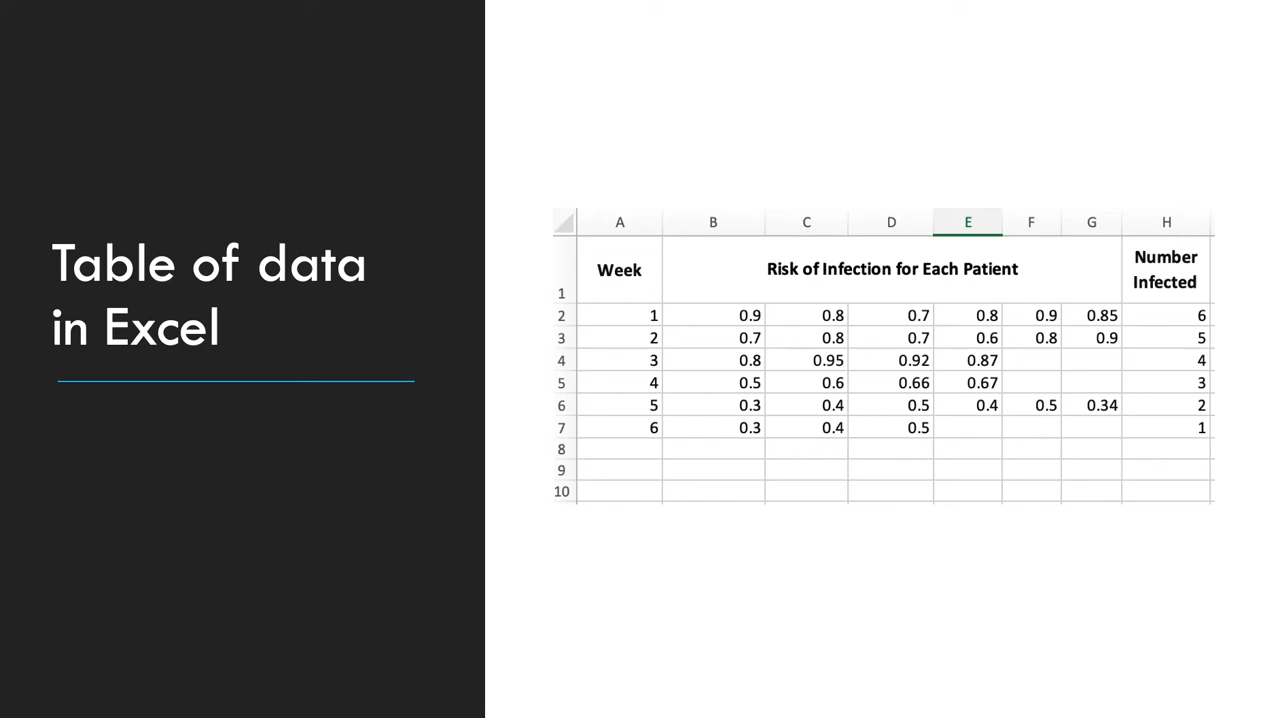 Table of data
in Excel
A B C D E F G H
1 Week Risk of Infection for Each Patient Number Infected
2 1 0.9 0.8 0.7 0.8 0.9 0.85 6
3 2 0.7 0.8 0.7 0.6 0.8 0.9 5
4 3 0.8 0.95 0.92 0.87 4
5 4 0.5 0.6 0.66 0.67 3
6 5 0.3 0.4 0.5 0.4 0.5 0.34 2
7 6 0.3 0.4 0.5 1
8
9
10